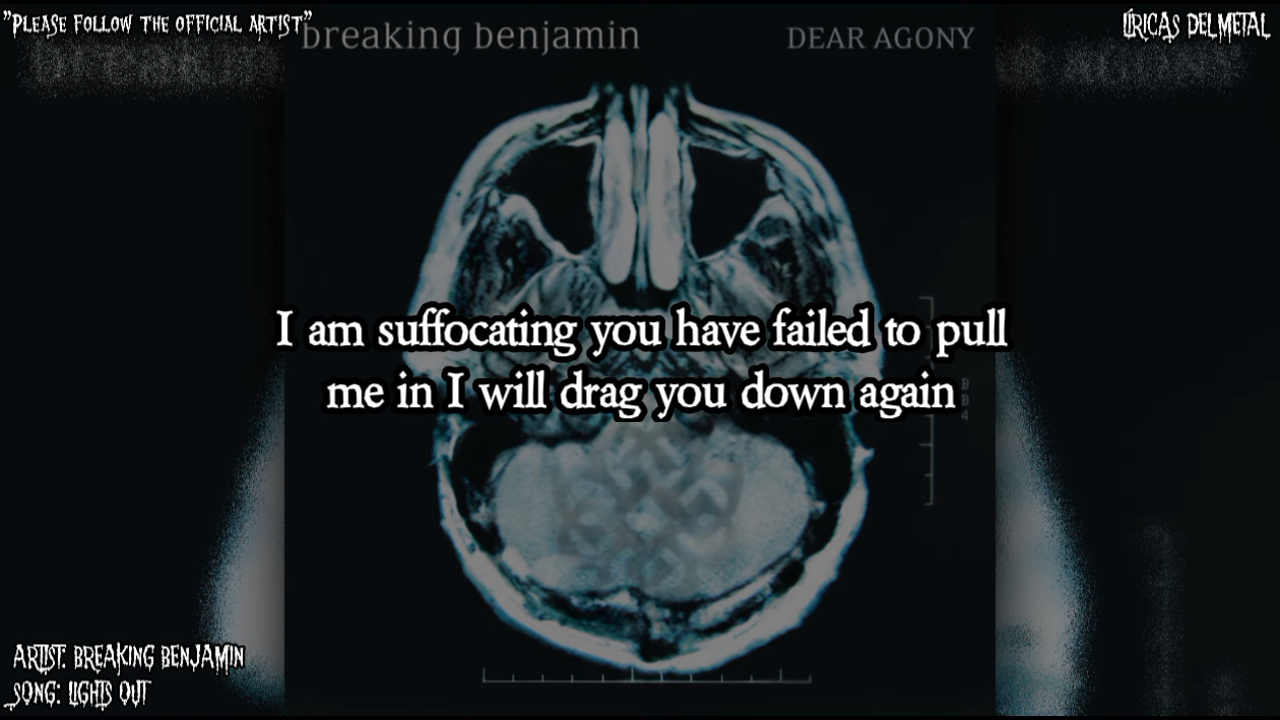 "PLEASE FOLLOW THE OFFICIAL ARTIST"
LÍRICAS DEL METAL
breaking benjamin
DEAR AGONY
I am suffocating you have failed to pull
me in I will drag you down again
ARTIST: BREAKING BENJAMIN
SONG: LIGHTS OUT